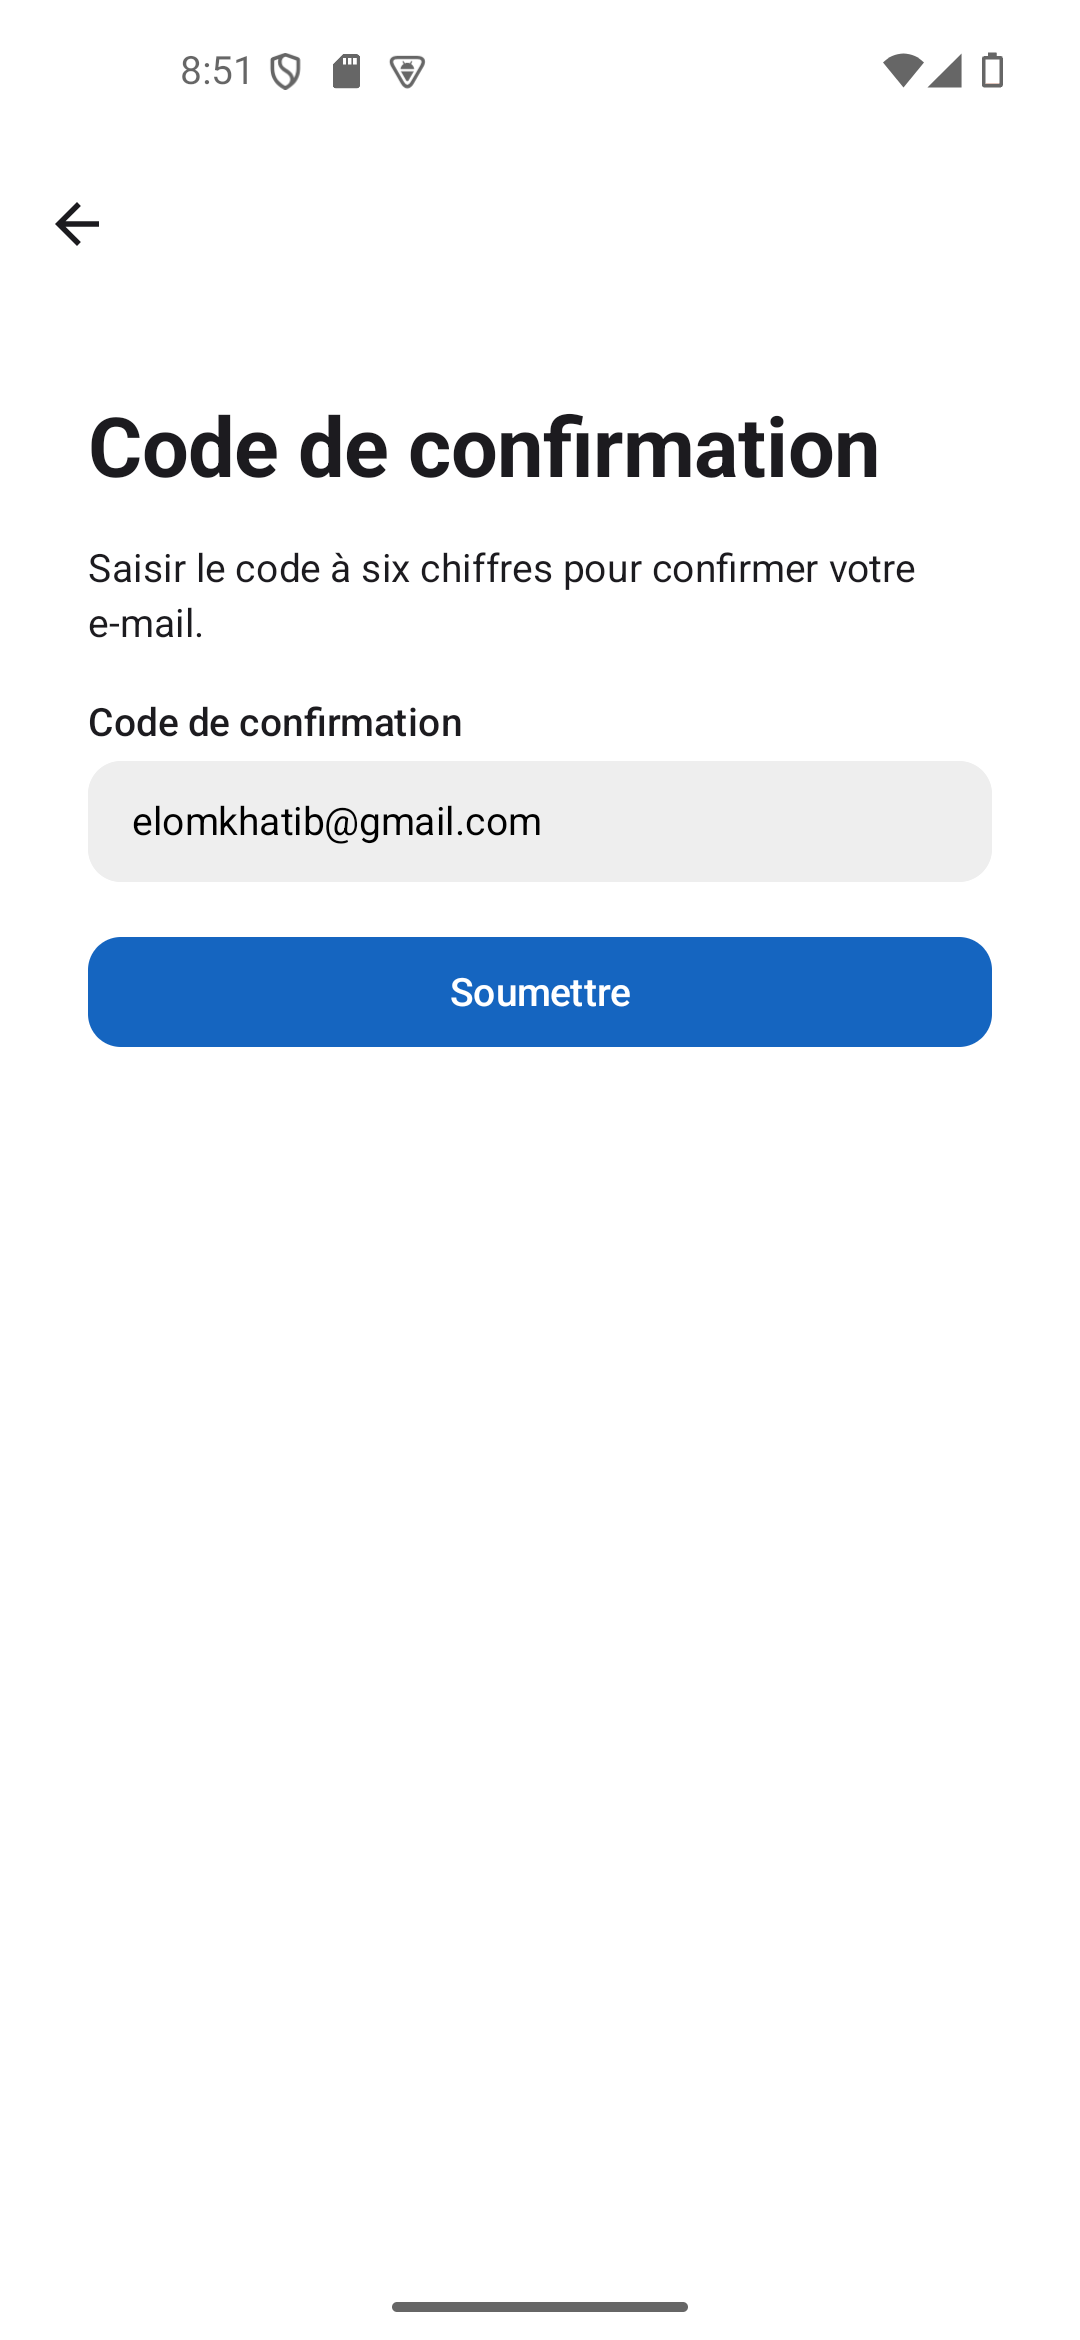 8:51
Code de confirmation
Saisir le code à six chiffres pour confirmer votre
e-mail.
Code de confirmation
elomkhatib@gmail.com
Soumettre